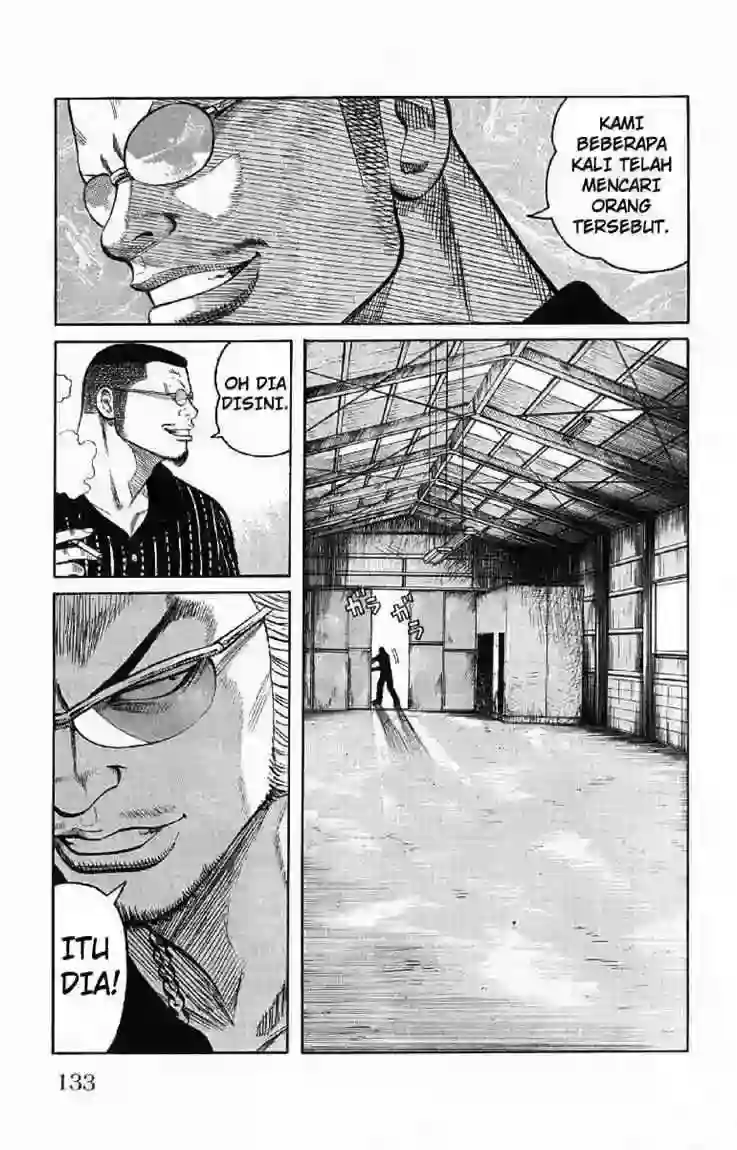 KAMI
BEBERAPA
KALI TELAH
MENCARI
ORANG
TERSEBUT.
OH DIA
DISINI.
ガラ
ガラ
ITU
DIA!
133